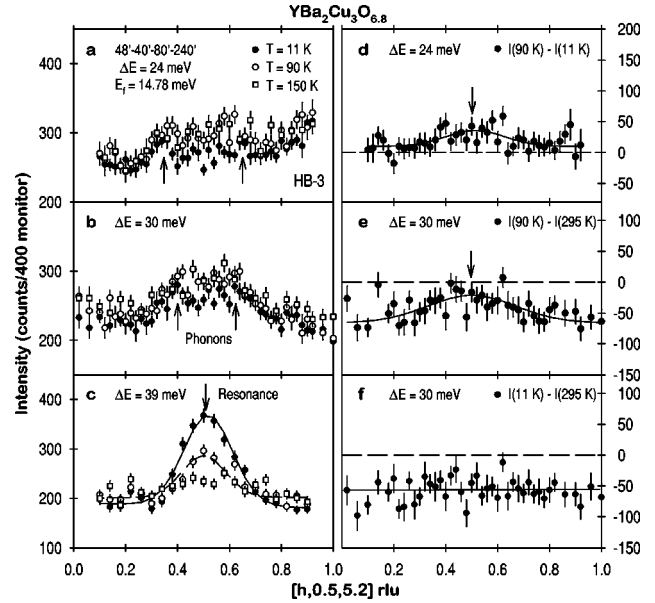 YBa2Cu3O6.8
a
48'-40'-80'-240'
ΔE = 24 meV
Ef = 14.78 meV
T = 11 K
T = 90 K
T = 150 K
HB-3
400
300
200
b
ΔE = 30 meV
Phonons
300
200
c
ΔE = 39 meV
Resonance
400
300
200
100
0.0 0.2 0.4 0.6 0.8
Intensity (counts/400 monitor)
d
ΔE = 24 meV
I(90 K) - I(11 K)
200
150
100
50
0
-50
e
ΔE = 30 meV
I(90 K) - I(295 K)
100
50
0
-50
-100
f
ΔE = 30 meV
I(11 K) - I(295 K)
-150
100
50
0
-50
-100
-150
0.2 0.4 0.6 0.8 1.0
1.0
[h,0.5,5.2] rlu